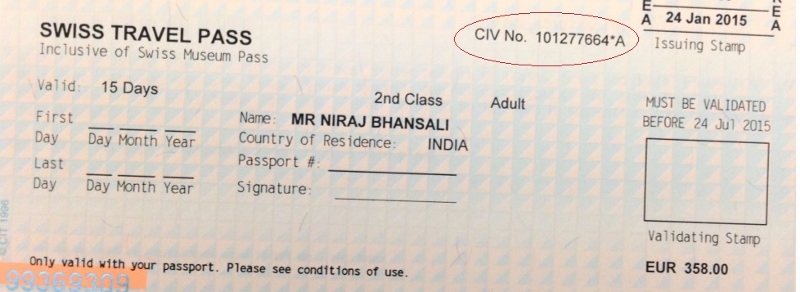 SWISS TRAVEL PASS
Inclusive of Swiss Museum Pass
CIV No. 101277664*A
E 24 Jan 2015 E
A A
Issuing Stamp
Valid: 15 Days
2nd Class Adult
First
Day Day Month Year
Name: MR NIRAJ BHANSALI
Country of Residence: INDIA
Passport #:
Last
Day Day Month Year
Signature:
MUST BE VALIDATED
BEFORE 24 Jul 2015
Validating Stamp
Only valid with your passport. Please see conditions of use.
EUR 358.00
CIT 1996